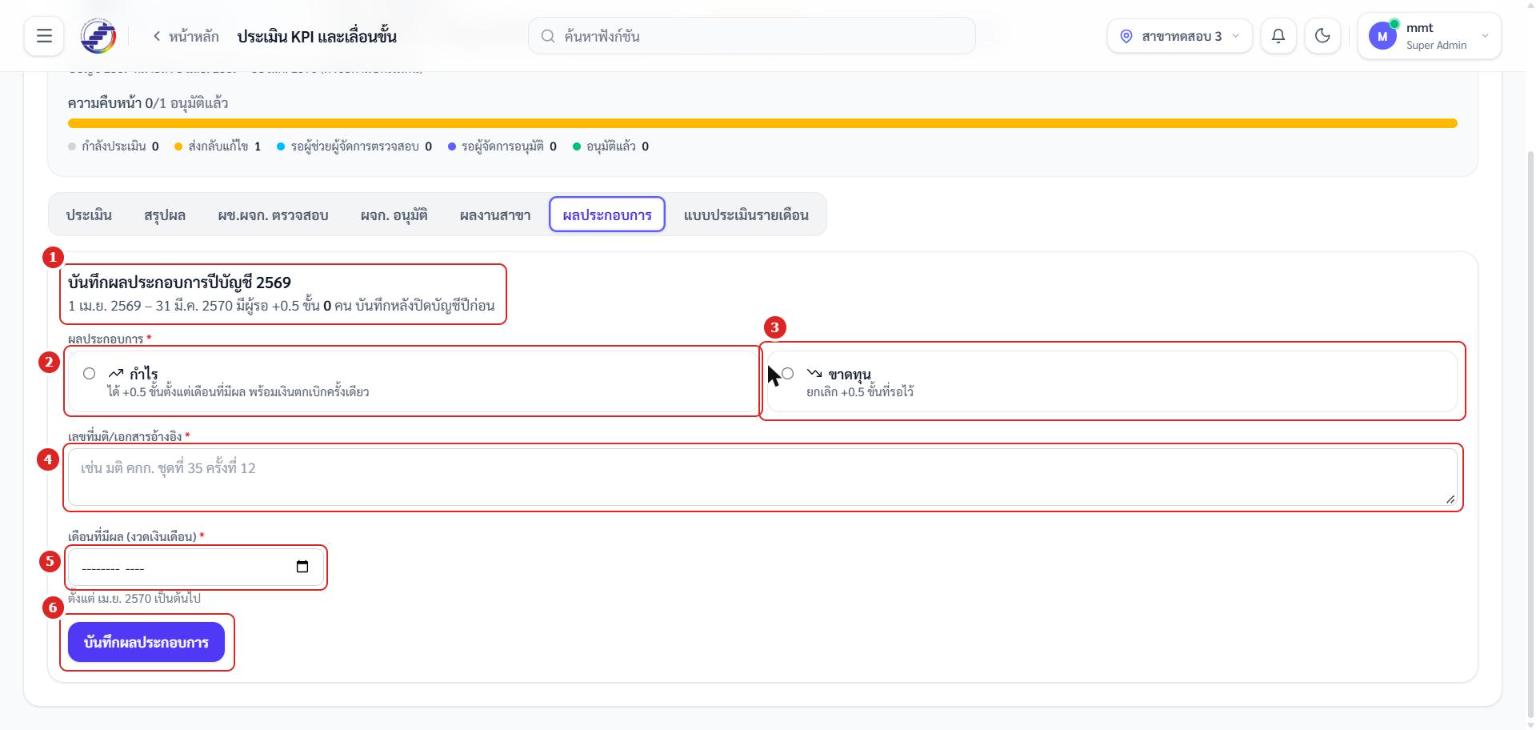 หน้าหลัก
ประเมิน KPI และเลื่อนขั้น
ค้นหาฟังก์ชัน
สาขาทดสอบ 3
M
mmt
Super Admin
ความคืบหน้า 0/1 อนุมัติแล้ว
กำลังประเมิน 0
ส่งกลับแก้ไข 1
รอผู้ช่วยผู้จัดการตรวจสอบ 0
รอผู้จัดการอนุมัติ 0
อนุมัติแล้ว 0
ประเมิน
สรุปผล
ผช.ผจก. ตรวจสอบ
ผจก. อนุมัติ
ผลงานสาขา
ผลประกอบการ
แบบประเมินรายเดือน
1
บันทึกผลประกอบการปีบัญชี 2569
1 เม.ย. 2569 – 31 มี.ค. 2570 มีผู้รอ +0.5 ขั้น 0 คน บันทึกหลังปิดบัญชีปีก่อน
ผลประกอบการ *
2
กำไร
ได้ +0.5 ขั้นตั้งแต่เดือนที่มีผล พร้อมเงินตกเบิกครั้งเดียว
3
ขาดทุน
ยกเลิก +0.5 ขั้นที่รอไว้
เลขที่มติ/เอกสารอ้างอิง *
4
เช่น มติ คกก. ชุดที่ 35 ครั้งที่ 12
เดือนที่มีผล (งวดเงินเดือน) *
5
-------- ----
ตั้งแต่ เม.ย. 2570 เป็นต้นไป
6
บันทึกผลประกอบการ